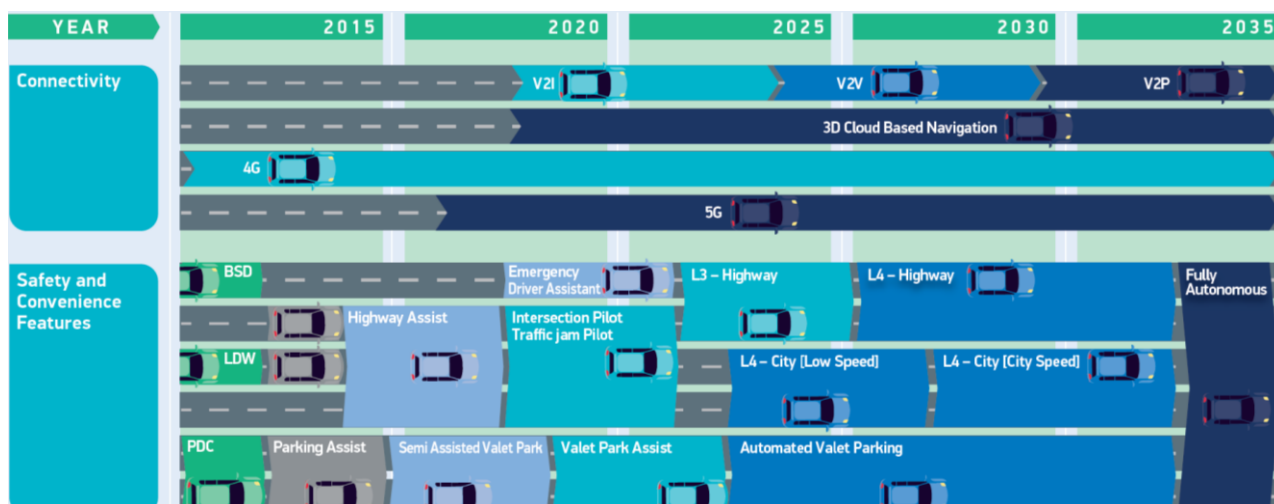 YEAR
2015
2020
2025
2030
2035
Connectivity
V2I
V2V
V2P
3D Cloud Based Navigation
4G
5G
Safety and
Convenience
Features
BSD
Emergency
Driver Assistant
L3 – Highway
L4 – Highway
Fully
Autonomous
Highway Assist
Intersection Pilot
Traffic jam Pilot
LDW
L4 – City [Low Speed]
L4 – City [City Speed]
PDC
Parking Assist
Semi Assisted Valet Park
Valet Park Assist
Automated Valet Parking